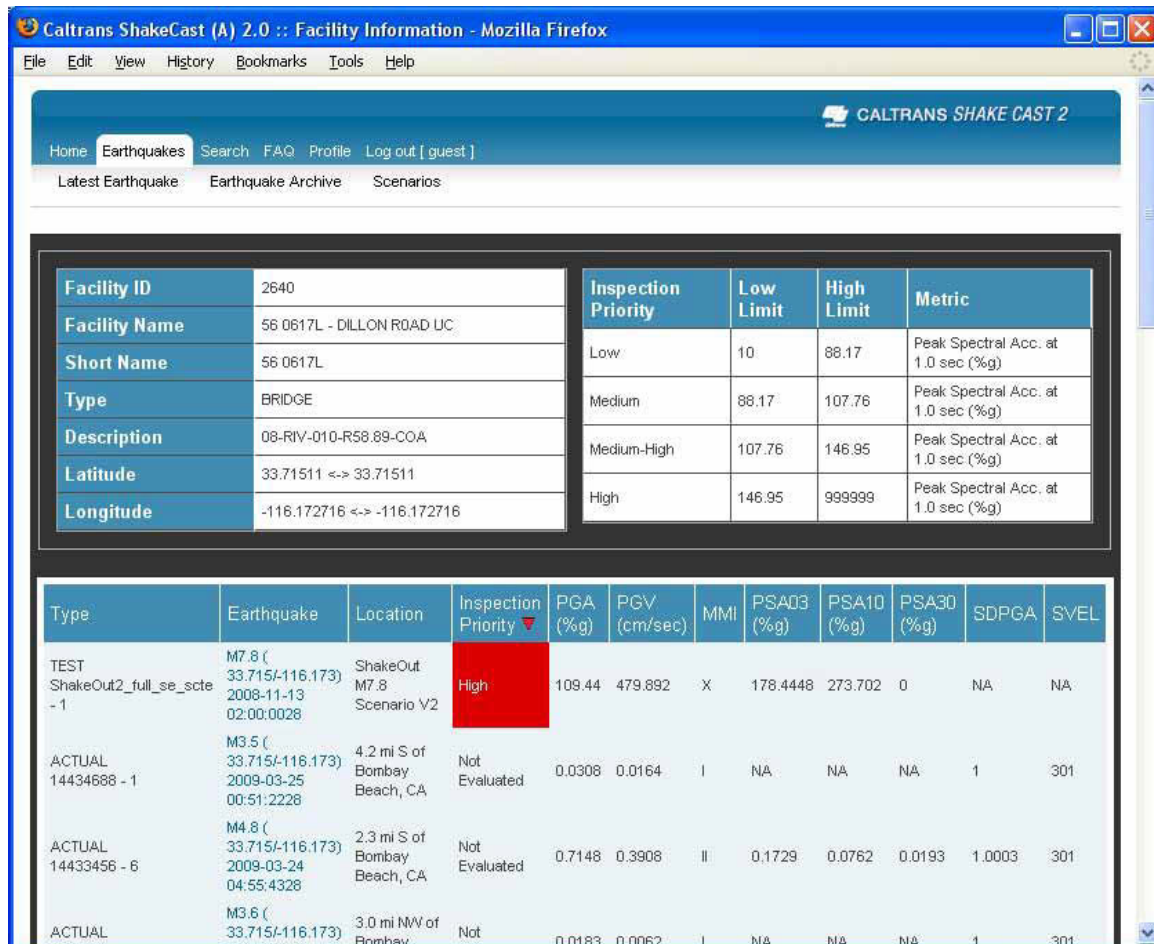 Caltrans ShakeCast (A) 2.0 :: Facility Information - Mozilla Firefox
File Edit View History Bookmarks Tools Help
CALTRANS SHAKE CAST 2
Home Earthquakes Search FAQ Profile Log out [ guest ]
Latest Earthquake Earthquake Archive Scenarios
Facility ID 2640
Facility Name 56 0617L - DILLON R0AD UC
Short Name 56 0617L
Type BRIDGE
Description 08-RIV-010-R58.89-COA
Latitude 33.71511 <-> 33.71511
Longitude -116.172716 <-> -116.172716
Inspection Priority Low Limit High Limit Metric
Low 10 88.17 Peak Spectral Acc. at 1.0 sec (%g)
Medium 88.17 107.76 Peak Spectral Acc. at 1.0 sec (%g)
Medium-High 107.76 146.95 Peak Spectral Acc. at 1.0 sec (%g)
High 146.95 999999 Peak Spectral Acc. at 1.0 sec (%g)
Type Earthquake Location Inspection Priority PGA (%g) PGV (cm/sec) MMI PSA03 (%g) PSA10 (%g) PSA30 (%g) SDPGA SVEL
TEST ShakeOut2_full_se_scte - 1 M7.8 ( 33.715/-116.173) 2008-11-13 02:00:0028 ShakeOut M7.8 Scenario V2 High 109.44 479.892 X 178.4448 273.702 0 NA NA
ACTUAL 14434688 - 1 M3.5 ( 33.715/-116.173) 2009-03-25 00:51:2228 4.2 mi S of Bombay Beach, CA Not Evaluated 0.0308 0.0164 I NA NA NA 1 301
ACTUAL 14433456 - 6 M4.8 ( 33.715/-116.173) 2009-03-24 04:55:4328 2.3 mi S of Bombay Beach, CA Not Evaluated 0.7148 0.3908 II 0.1729 0.0762 0.0193 1.0003 301
ACTUAL M3.6 ( 33.715/-116.173) 3.0 mi NW of Bombay Not 0.0183 0.0062 I NA NA NA 1 301